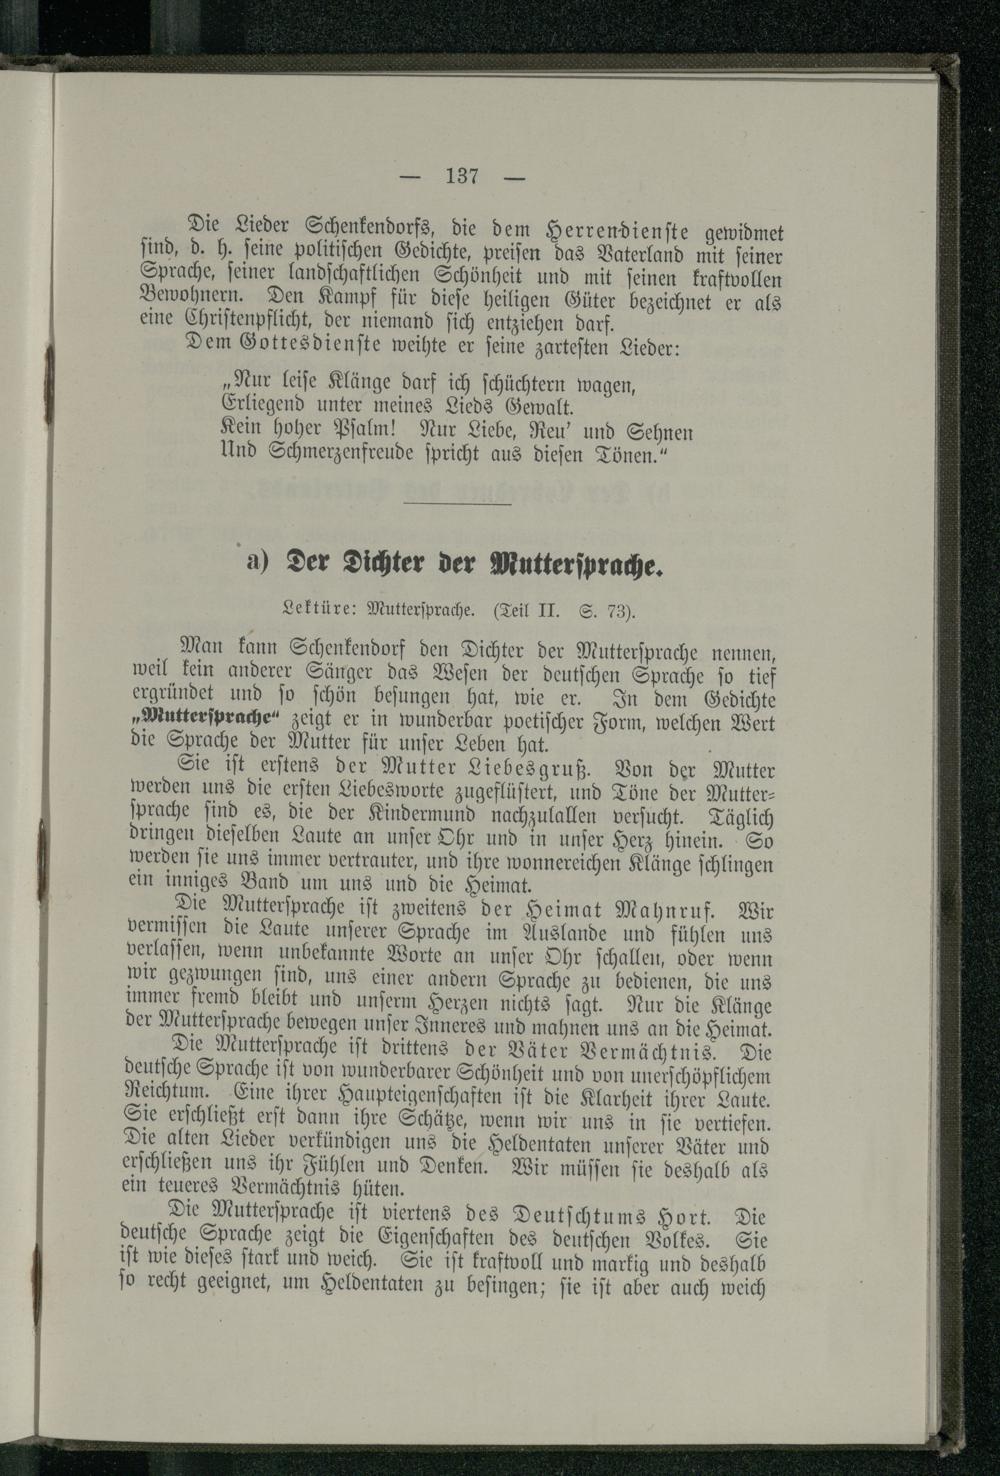 — 137 —
Die Lieder Schenkendorfs, die dem Herrendienste gewidmet
sind, d. h. seine politischen Gedichte, preisen das Vaterland mit seiner
Sprache, seiner landschaftlichen Schönheit und mit seinen kraftvollen
Bewohnern. Den Kampf für diese heiligen Güter bezeichnet er als
eine Christenpflicht, der niemand sich entziehen darf.
Dem Gottesdienste weihte er seine zartesten Lieder:
„Nur leise Klänge darf ich schüchtern wagen,
Erliegend unter meines Lieds Gewalt.
Kein hoher Psalm! Nur Liebe, Reu' und Sehnen
Und Schmerzenfreude spricht aus diesen Tönen."
a) Der Dichter der Muttersprache.
Lektüre: Muttersprache. (Teil II. S. 73).
Man kann Schenkendorf den Dichter der Muttersprache nennen,
weil kein anderer Sänger das Wesen der deutschen Sprache so tief
ergründet und so schön besungen hat, wie er. In dem Gedichte
„Muttersprache" zeigt er in wunderbar poetischer Form, welchen Wert
die Sprache der Mutter für unser Leben hat.
Sie ist erstens der Mutter Liebesgruß. Von der Mutter
werden uns die ersten Liebesworte zugeflüstert, und Töne der Mutter-
sprache sind es, die der Kindermund nachzulallen versucht. Täglich
dringen dieselben Laute an unser Ohr und in unser Herz hinein. So
werden sie uns immer vertrauter, und ihre wonnereichen Klänge schlingen
ein inniges Band um uns und die Heimat.
Die Muttersprache ist zweitens der Heimat Mahnruf. Wir
vermissen die Laute unserer Sprache im Auslande und fühlen uns
verlassen, wenn unbekannte Worte an unser Ohr schallen, oder wenn
wir gezwungen sind, uns einer andern Sprache zu bedienen, die uns
immer fremd bleibt und unserm Herzen nichts sagt. Nur die Klänge
der Muttersprache bewegen unser Inneres und mahnen uns an die Heimat.
Die Muttersprache ist drittens der Väter Vermächtnis. Die
deutsche Sprache ist von wunderbarer Schönheit und von unerschöpflichem
Reichtum. Eine ihrer Haupteigenschaften ist die Klarheit ihrer Laute.
Sie erschließt erst dann ihre Schätze, wenn wir uns in sie vertiefen.
Die alten Lieder verkündigen uns die Heldentaten unserer Väter und
erschließen uns ihr Fühlen und Denken. Wir müssen sie deshalb als
ein teueres Vermächtnis hüten.
Die Muttersprache ist viertens des Deutschtums Hort. Die
deutsche Sprache zeigt die Eigenschaften des deutschen Volkes. Sie
ist wie dieses stark und weich. Sie ist kraftvoll und markig und deshalb
so recht geeignet, um Heldentaten zu besingen; sie ist aber auch weich